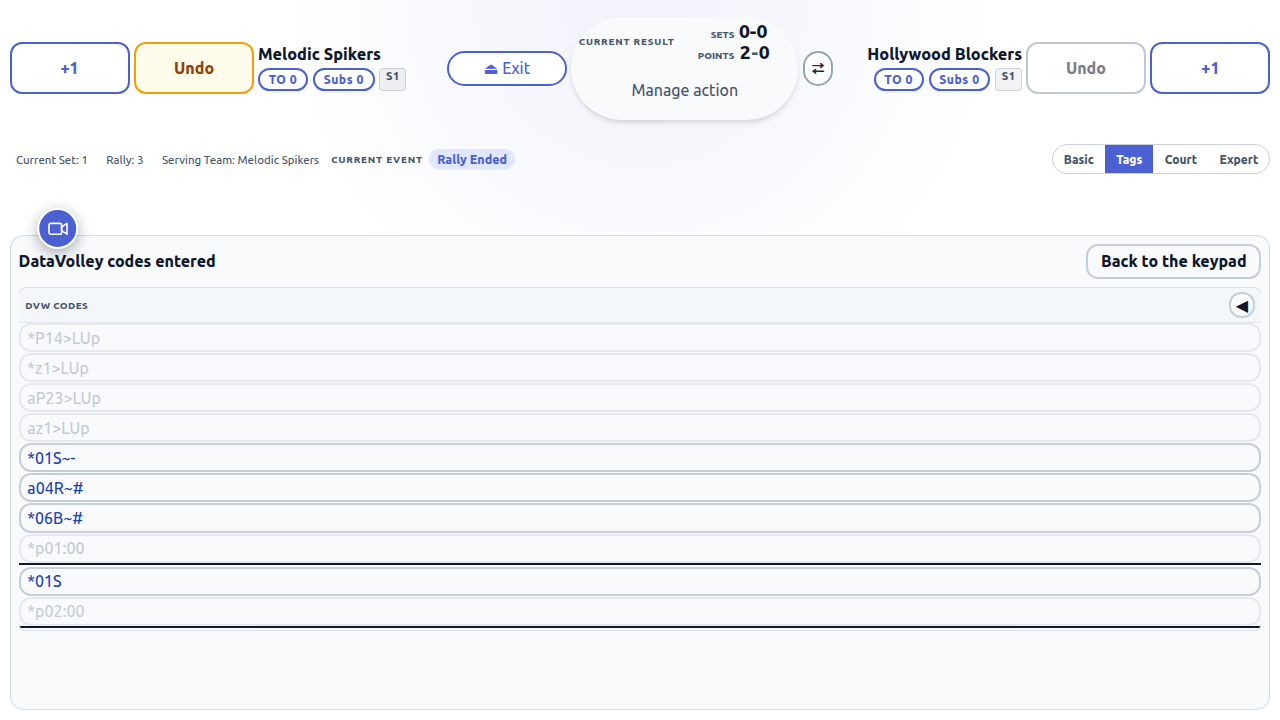 +1
Undo
Melodic Spikers
TO 0
Subs 0
S1
⏏ Exit
CURRENT RESULT
SETS 0-0
POINTS 2-0
Manage action
⇄
Hollywood Blockers
TO 0
Subs 0
S1
Undo
+1
Current Set: 1
Rally: 3
Serving Team: Melodic Spikers
CURRENT EVENT
Rally Ended
Basic
Tags
Court
Expert
DataVolley codes entered
Back to the keypad
DVW CODES
◀
*P14>LUp
*z1>LUp
aP23>LUp
az1>LUp
*01S~-
a04R~#
*06B~#
*p01:00
*01S
*p02:00